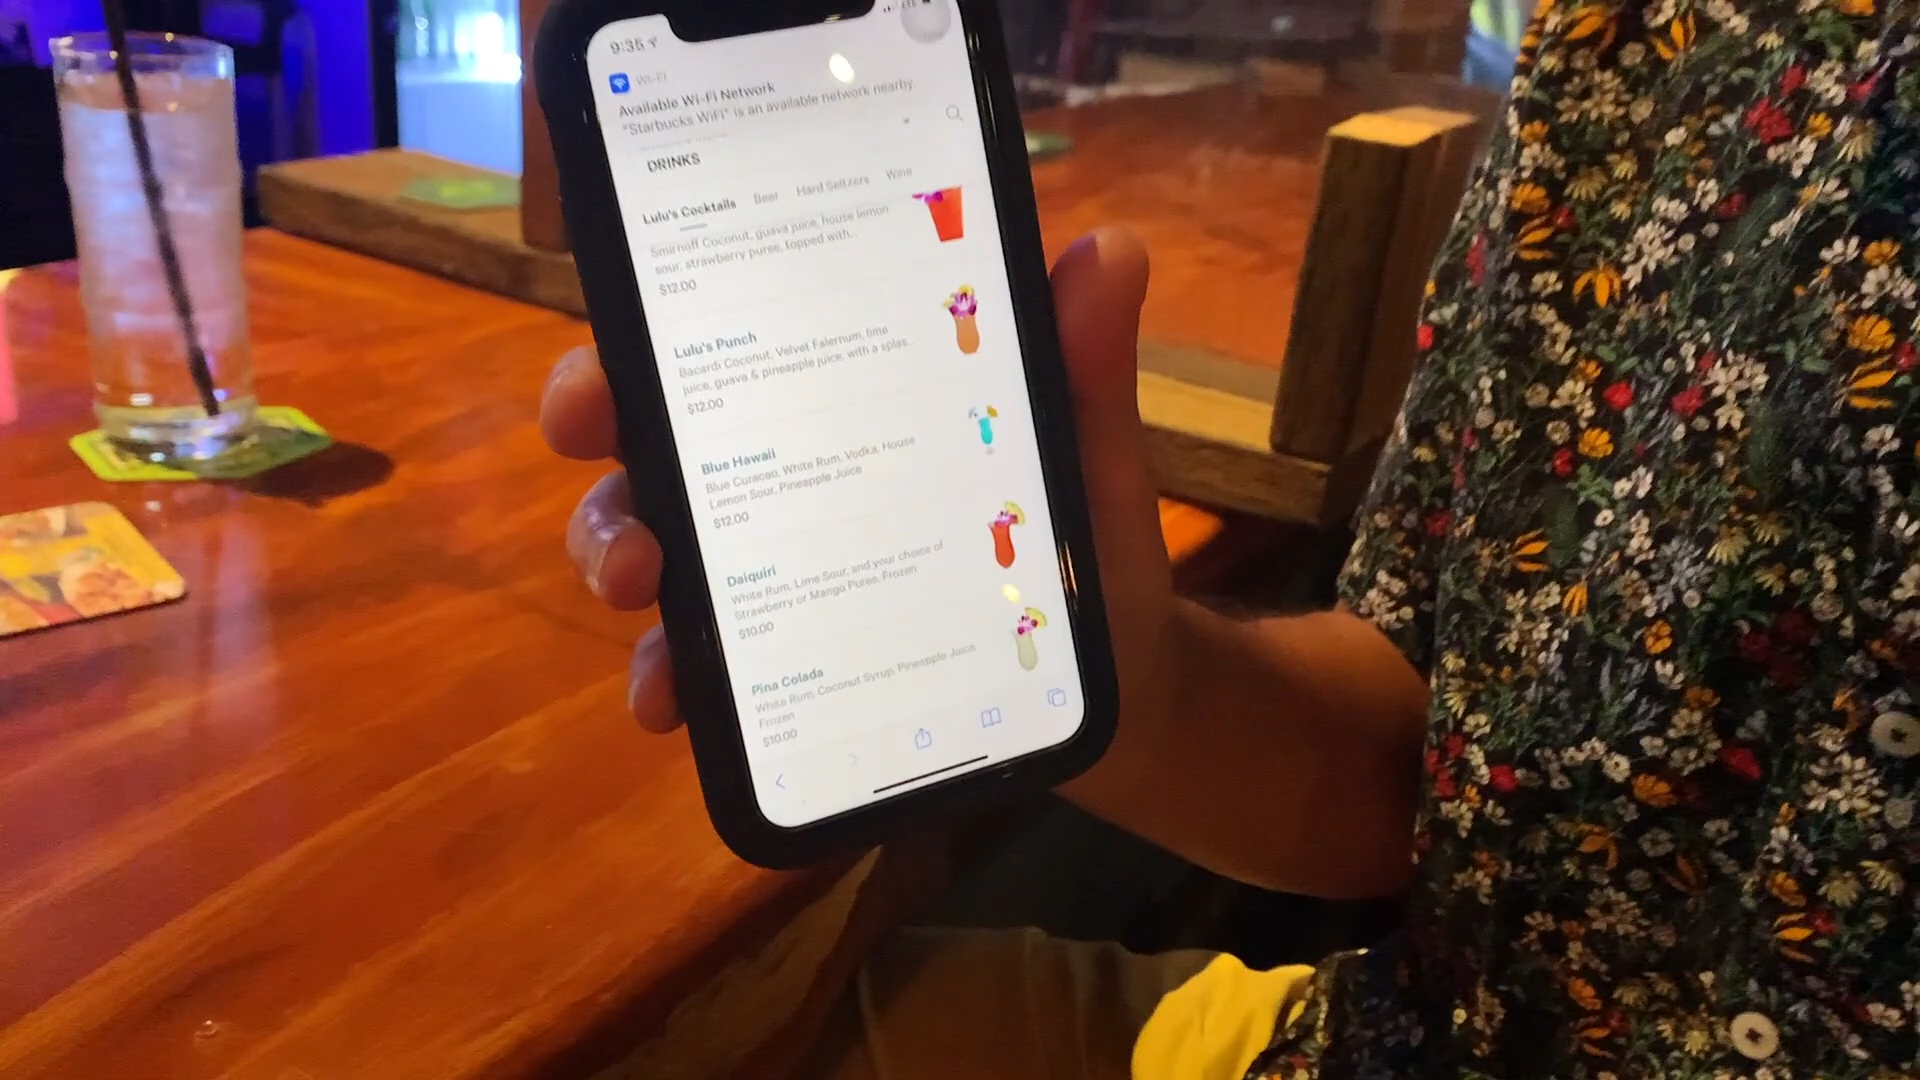 9:35
Wi-Fi
Available Wi-Fi Network
"Starbucks WiFi" is an available network nearby.
DRINKS
Lulu's Cocktails Beer Hard Seltzers Wine
Smirnoff Coconut, guava juice, house lemon
sour, strawberry puree, topped with...
$12.00
Lulu's Punch
Bacardi Coconut, Velvet Falernum, lime
juice, guava & pineapple juice, with a splas...
$12.00
Blue Hawaii
Blue Curacao, White Rum, Vodka, House
Lemon Sour, Pineapple Juice
$12.00
Daiquiri
White Rum, Lime Sour, and your choice of
Strawberry or Mango Puree, Frozen
$10.00
Pina Colada
White Rum, Coconut Syrup, Pineapple Juice,
Frozen
$10.00